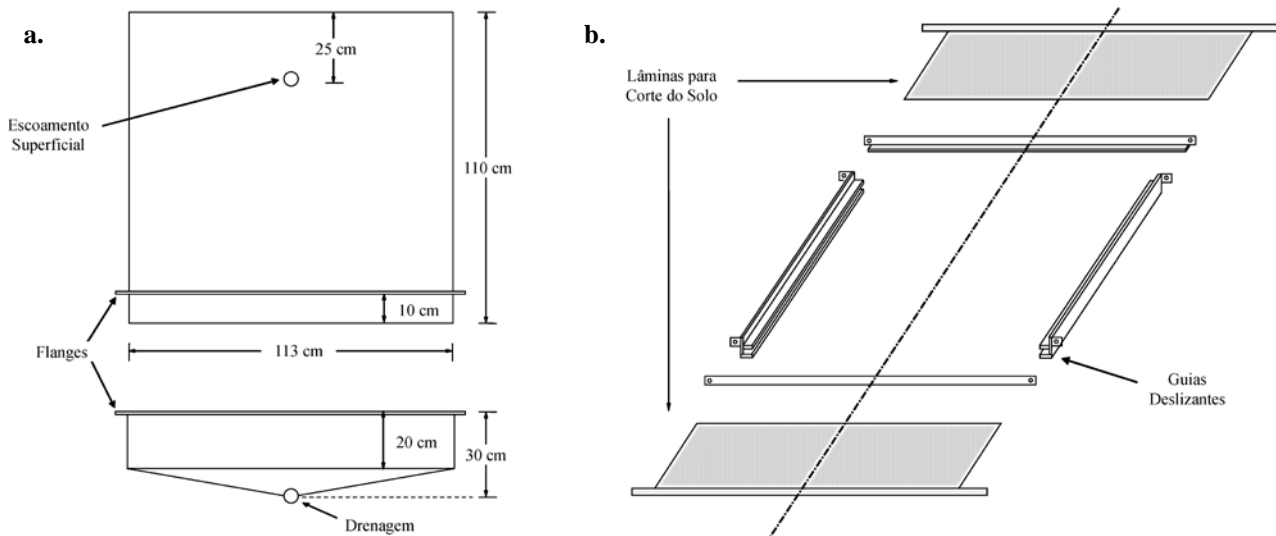 a.
25 cm
Escoamento
Superficial
110 cm
10 cm
Flanges
113 cm
20 cm
30 cm
Drenagem
b.
Lâminas para
Corte do Solo
Guias
Deslizantes